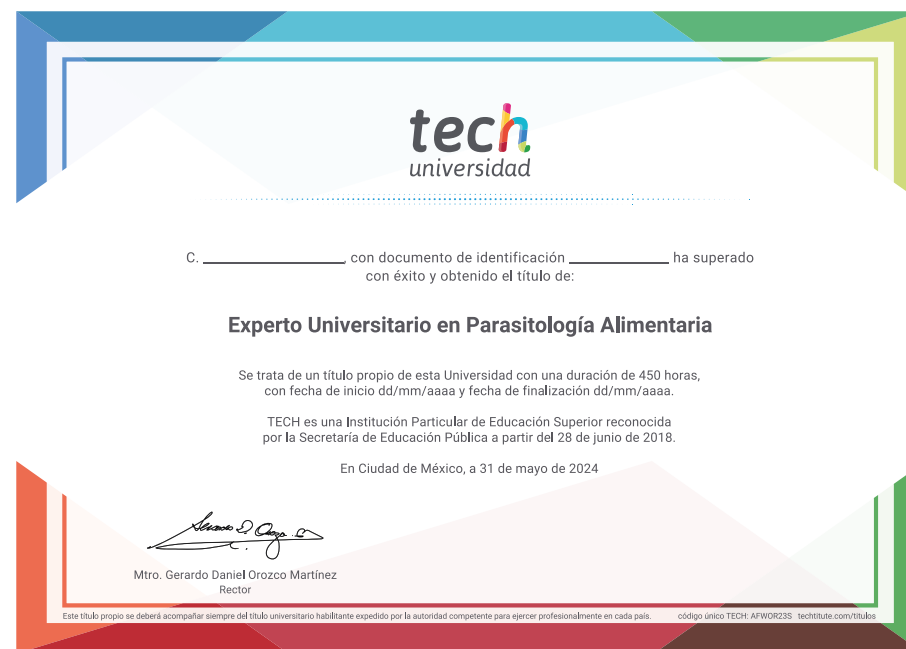 tech
universidad
C. ____________, con documento de identificación ____________ ha superado
con éxito y obtenido el título de:
Experto Universitario en Parasitología Alimentaria
Se trata de un título propio de esta Universidad con una duración de 450 horas,
con fecha de inicio dd/mm/aaaa y fecha de finalización dd/mm/aaaa.
TECH es una Institución Particular de Educación Superior reconocida
por la Secretaría de Educación Pública a partir del 28 de junio de 2018.
En Ciudad de México, a 31 de mayo de 2024
Mtro. Gerardo Daniel Orozco Martínez
Rector
Este título propio se deberá acompañar siempre del título universitario habilitante expedido por la autoridad competente para ejercer profesionalmente en cada país. código único TECH: AFWOR23S techtitute.com/titulos